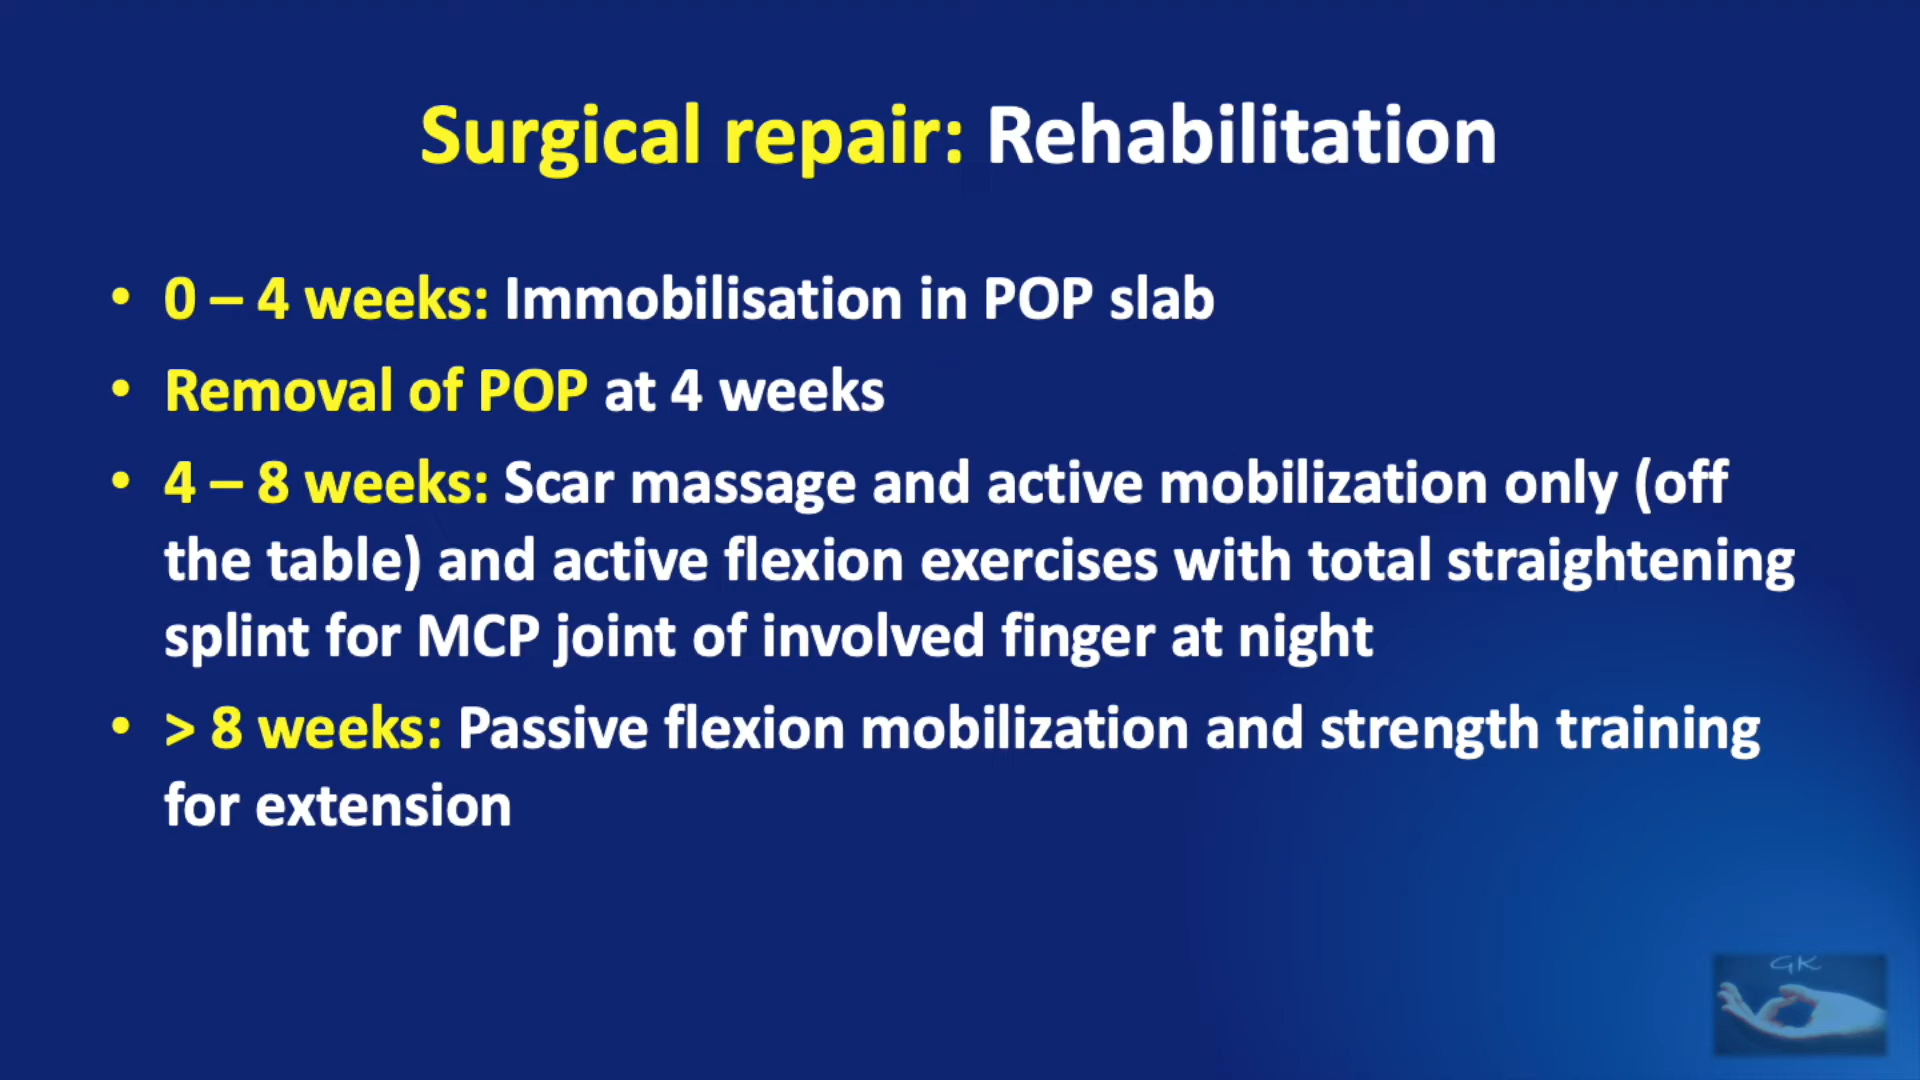 Surgical repair: Rehabilitation
• 0 – 4 weeks: Immobilisation in POP slab
• Removal of POP at 4 weeks
• 4 – 8 weeks: Scar massage and active mobilization only (off
the table) and active flexion exercises with total straightening
splint for MCP joint of involved finger at night
• > 8 weeks: Passive flexion mobilization and strength training
for extension
GK